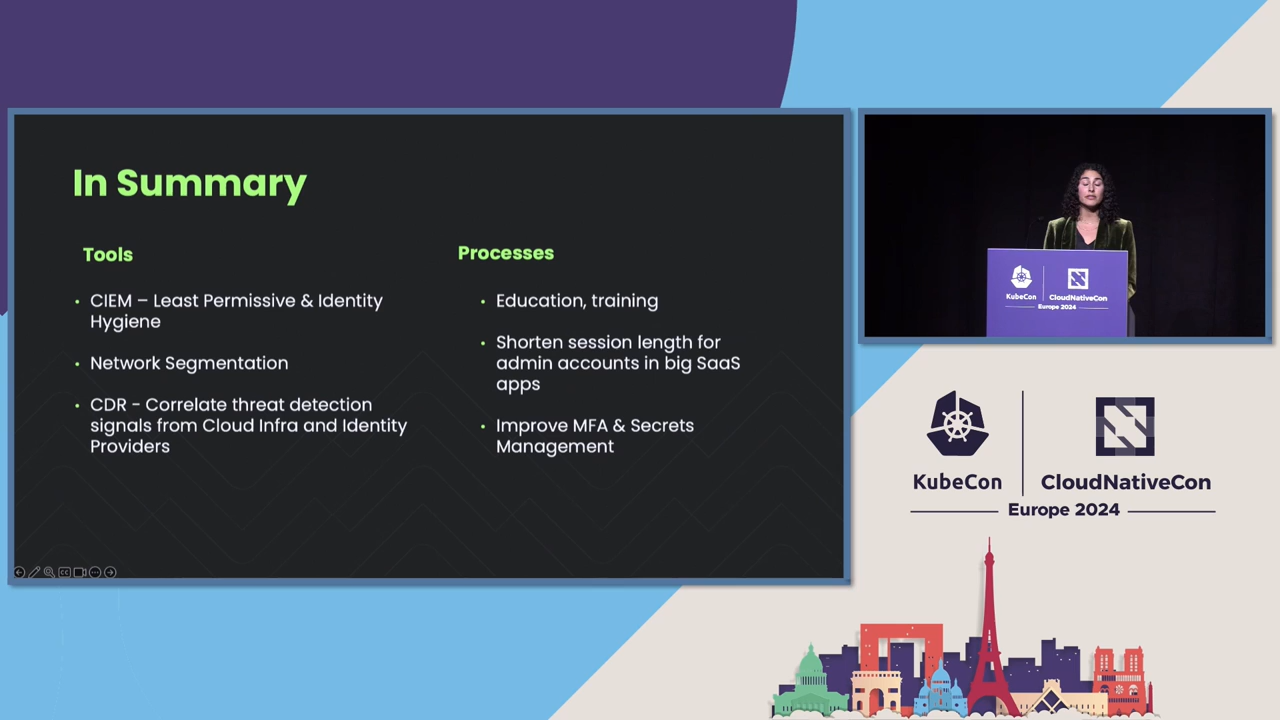 In Summary
Tools
• CIEM – Least Permissive & Identity
Hygiene
• Network Segmentation
• CDR - Correlate threat detection
signals from Cloud Infra and Identity
Providers
Processes
• Education, training
• Shorten session length for
admin accounts in big SaaS
apps
• Improve MFA & Secrets
Management
KubeCon
CloudNativeCon
Europe 2024
KubeCon
CloudNativeCon
Europe 2024